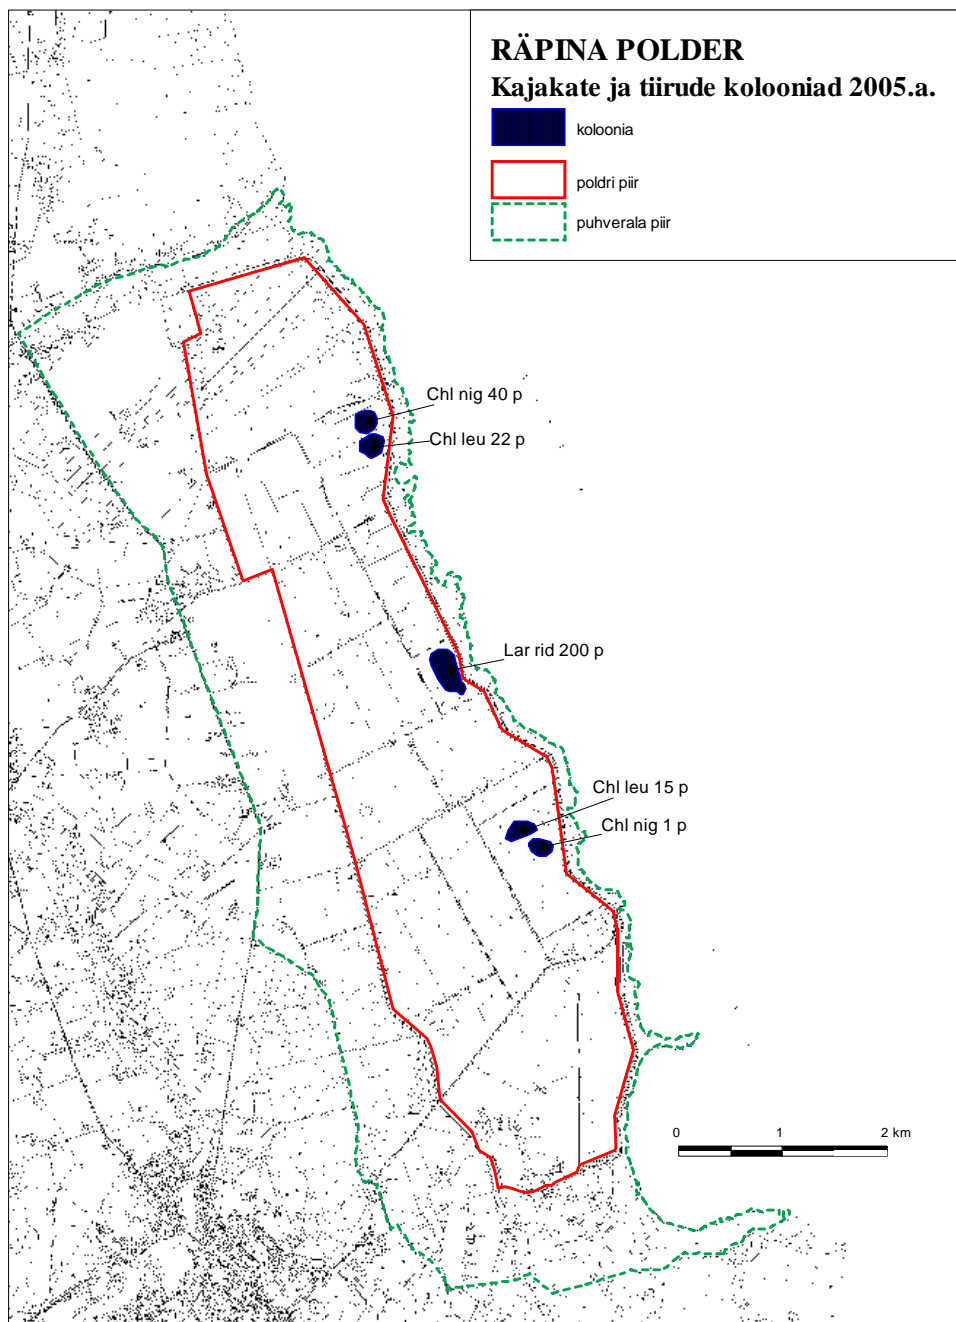 RÄPINA POLDER
Kajakate ja tiirude kolooniad 2005.a.
koloonia
poldri piir
puhverala piir
Chl nig 40 p
Chl leu 22 p
Lar rid 200 p
Chl leu 15 p
Chl nig 1 p
0 1 2 km